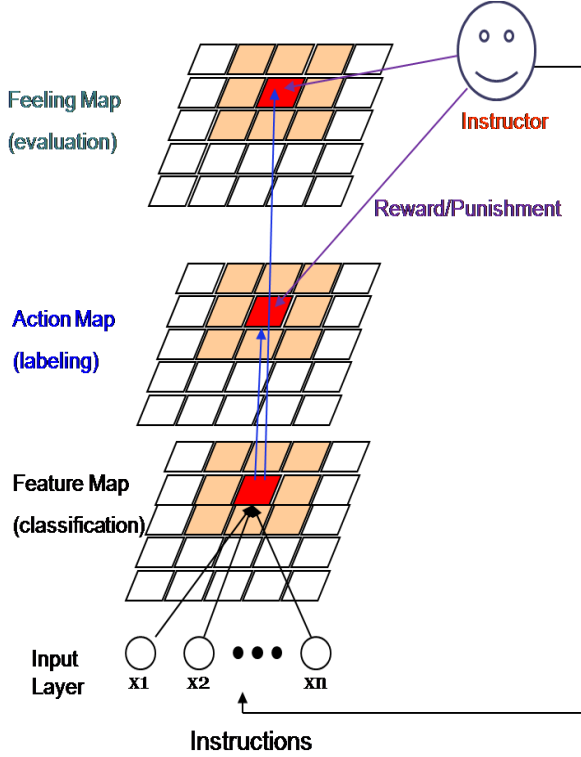 Feeling Map
(evaluation)
Instructor
Reward/Punishment
Action Map
(labeling)
Feature Map
(classification)
Input
Layer
x1 x2 xn
Instructions